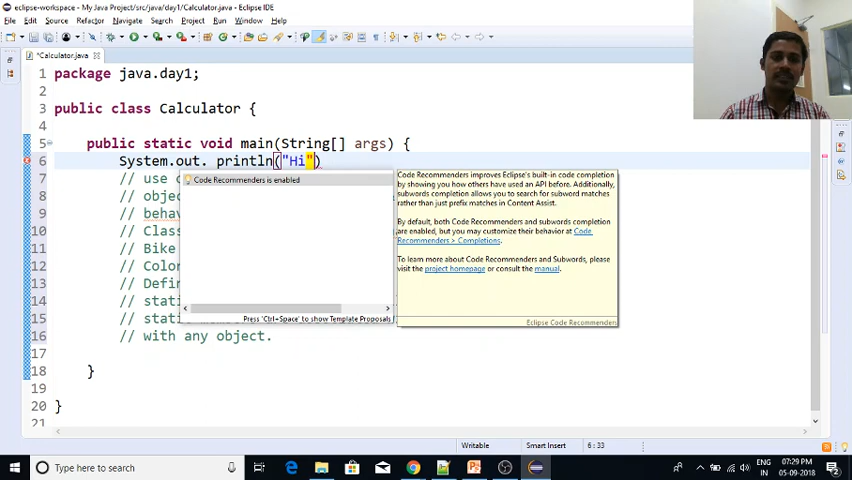 eclipse-workspace - My Java Project/src/java/day1/Calculator.java - Eclipse IDE
File Edit Source Refactor Navigate Search Project Run Window Help
*Calculator.java
1 package java.day1;
2
3 public class Calculator {
4
5 public static void main(String[] args) {
6 System.out. println("Hi")
7 // use
8 // obje
9 // behav
10 // Class
11 // Bike
12 // Color
13 // Defin
14 // stati
15 // stati
16 // with any object.
17
18 }
19
20 }
21
Code Recommenders is enabled
Press 'Ctrl+Space' to show Template Proposals
Code Recommenders improves Eclipse's built-in code completion
by showing you how others have used an API before. Additionally,
subwords completion allows you to search for subword matches
rather than just prefix matches in Content Assist.
By default, both Code Recommenders and subwords completion
are enabled, but you may customize their behavior at Code
Recommenders > Completions.
To learn more about Code Recommenders and Subwords, please
visit the project homepage or consult the manual.
Eclipse Code Recommenders
Writable Smart Insert 6 : 33
Type here to search
ENG
IN
07:29 PM
05-09-2018